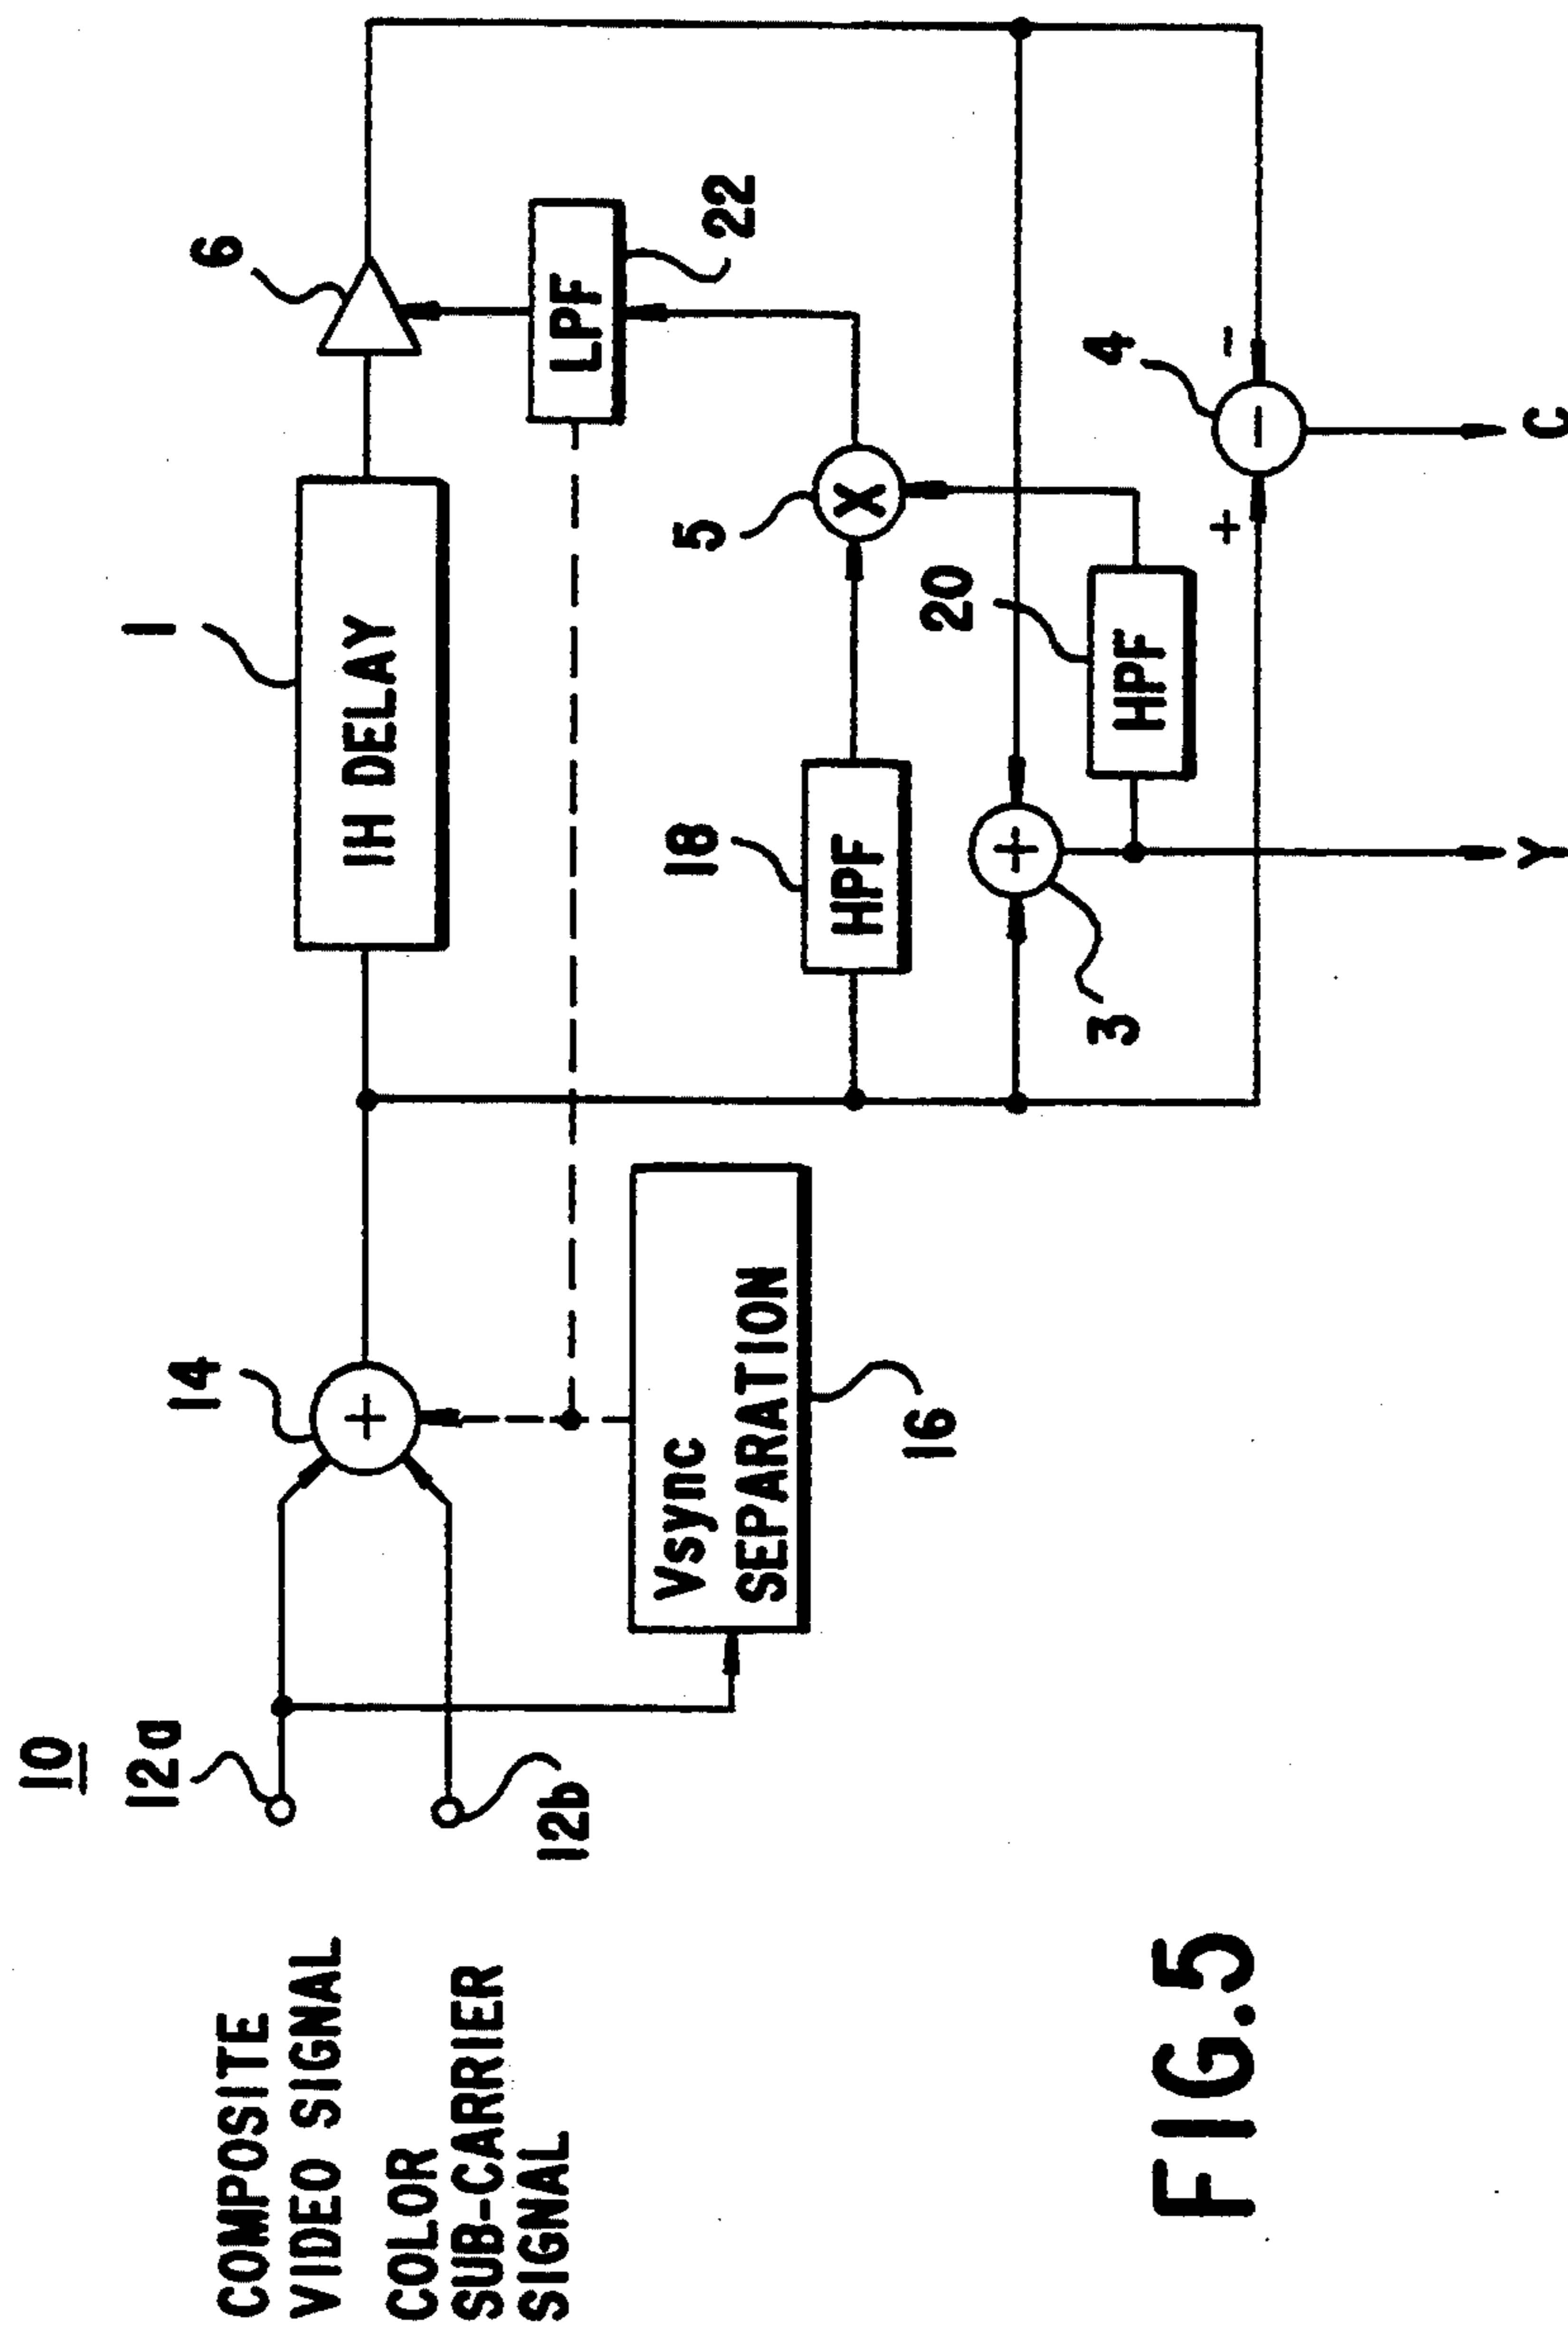 10
12a
COMPOSITE
VIDEO SIGNAL
12b
COLOR
SUB-CARRIER
SIGNAL
14
+
Vsync
SEPARATION
16
1
1H DELAY
6
LPF
22
18
HPF
5
X
20
HPF
3
+
4
+
-
-
Y
C
FIG.5